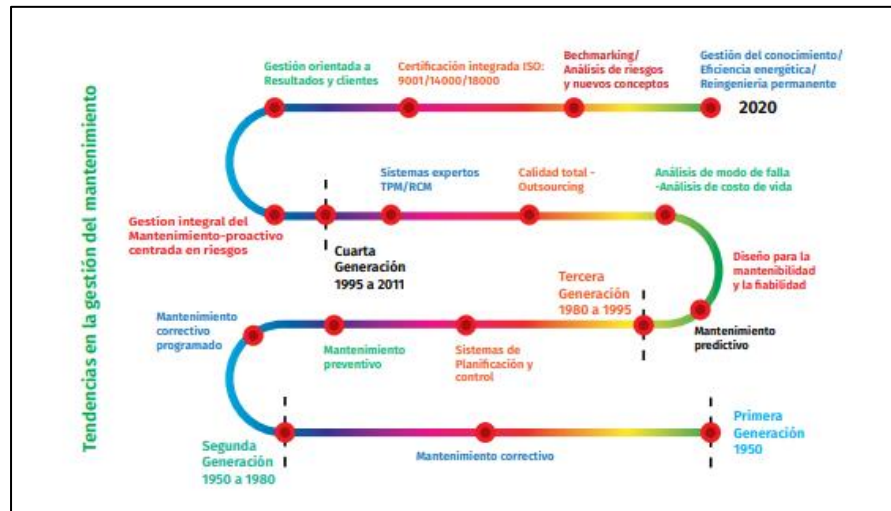 Tendencias en la gestión del mantenimiento
Gestión orientada a
Resultados y clientes
Certificación integrada ISO:
9001/14000/18000
Bechmarking/
Análisis de riesgos
y nuevos conceptos
Gestión del conocimiento/
Eficiencia energética/
Reingeniería permanente
2020
Gestion integral del
Mantenimiento-proactivo
centrada en riesgos
Cuarta
Generación
1995 a 2011
Sistemas expertos
TPM/RCM
Calidad total -
Outsourcing
Análisis de modo de falla
-Análisis de costo de vida
Diseño para la
mantenibilidad
y la fiabilidad
Mantenimiento
correctivo
programado
Mantenimiento
preventivo
Sistemas de
Planificación y
control
Tercera
Generación
1980 a 1995
Mantenimiento
predictivo
Segunda
Generación
1950 a 1980
Mantenimiento correctivo
Primera
Generación
1950